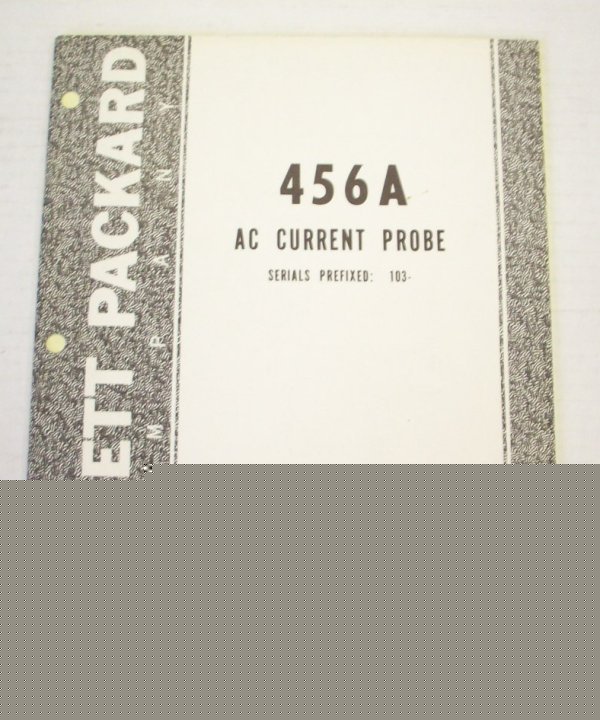 ETT PACKARD
M P A N Y
456A
AC CURRENT PROBE
SERIALS PREFIXED: 103-